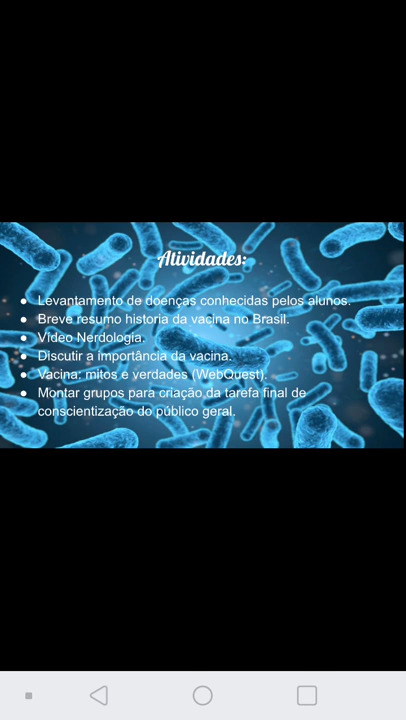 Atividades:
● Levantamento de doenças conhecidas pelos alunos.
● Breve resumo historia da vacina no Brasil.
● Vídeo Nerdologia.
● Discutir a importância da vacina.
● Vacina: mitos e verdades (WebQuest).
● Montar grupos para criação da tarefa final de
conscientização do público geral.